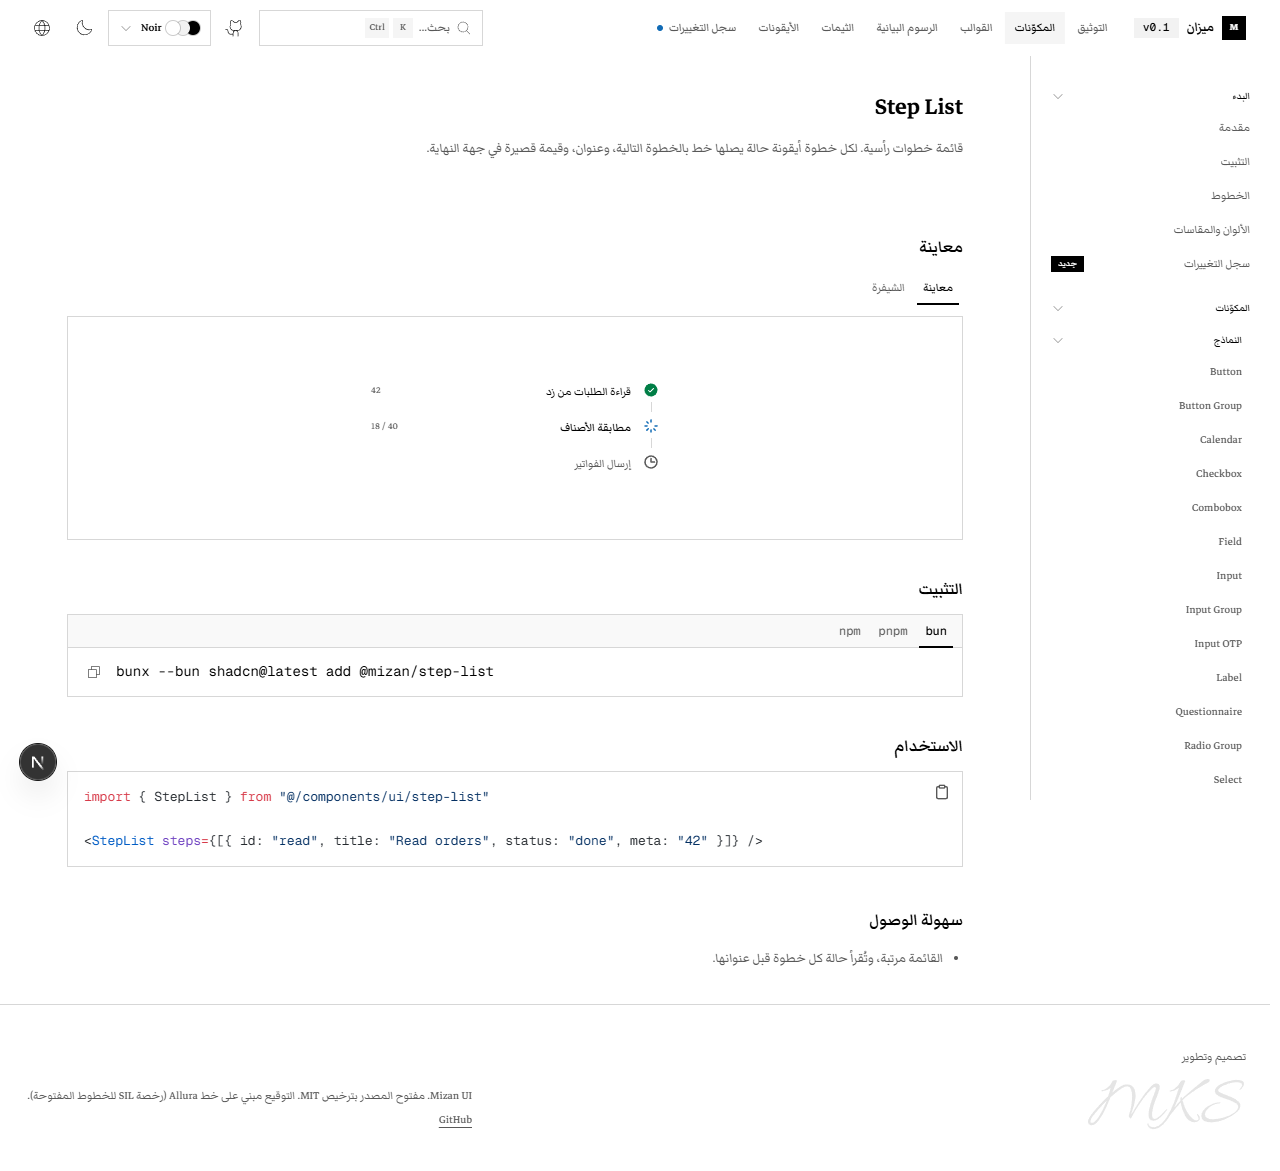 M ميزان v0.1 التوثيق المكوّنات القوالب الرسوم البيانية الثيمات الأيقونات سجل التغييرات بحث... K Ctrl Noir
البدء
مقدمة
التثبيت
الخطوط
الألوان والمقاسات
سجل التغييرات جديد
المكوّنات
النماذج
Button
Button Group
Calendar
Checkbox
Combobox
Field
Input
Input Group
Input OTP
Label
Questionnaire
Radio Group
Select
Step List
قائمة خطوات رأسية. لكل خطوة أيقونة حالة يصلها خط بالخطوة التالية، وعنوان، وقيمة قصيرة في جهة النهاية.
معاينة
معاينة الشيفرة
قراءة الطلبات من زد 42
مطابقة الأصناف 18 / 40
إرسال الفواتير
التثبيت
bun pnpm npm
bunx --bun shadcn@latest add @mizan/step-list
الاستخدام
import { StepList } from "@/components/ui/step-list"
<StepList steps={[{ id: "read", title: "Read orders", status: "done", meta: "42" }]} />
سهولة الوصول
القائمة مرتبة، وتُقرأ حالة كل خطوة قبل عنوانها.
تصميم وتطوير
MKS
Mizan UI. مفتوح المصدر بترخيص MIT. التوقيع مبني على خط Allura (رخصة SIL للخطوط المفتوحة).
GitHub
N